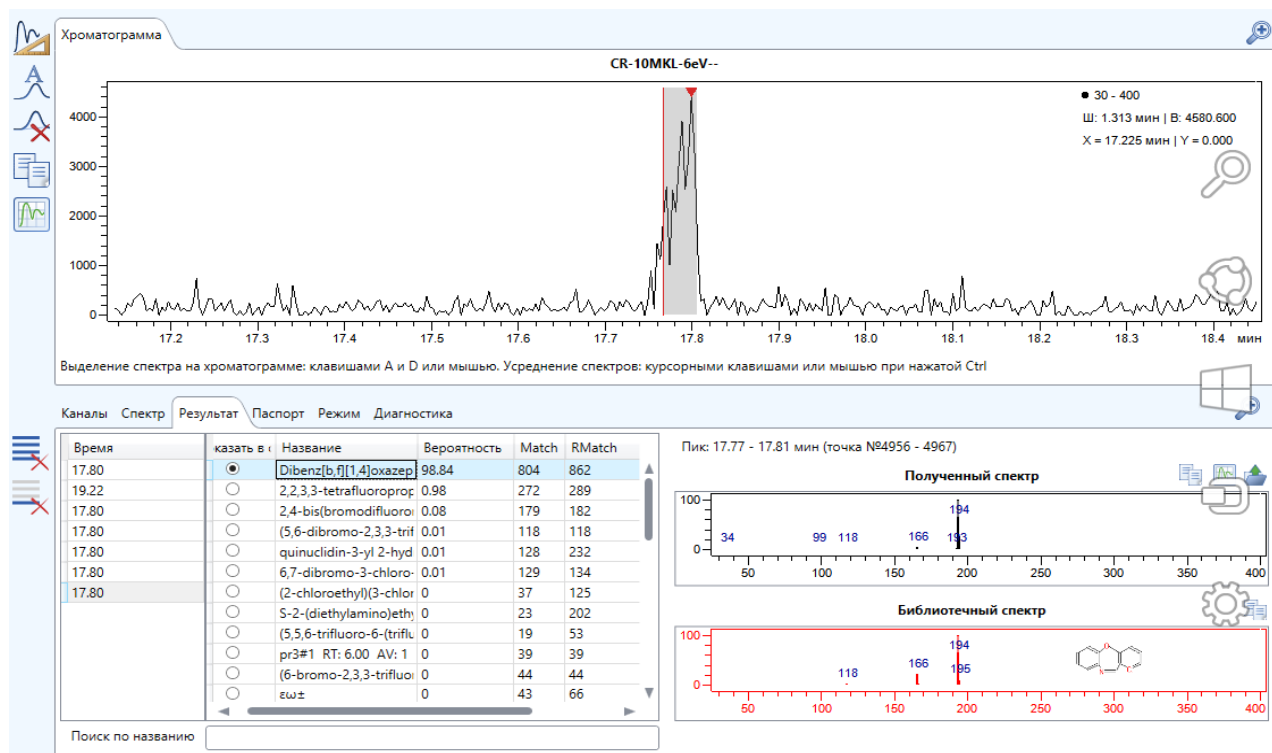 Хроматограмма
CR-10MKL-6eV--
30 - 400
Ш: 1.313 мин | В: 4580.600
X = 17.225 мин | Y = 0.000
4000
3000
2000
1000
0
17.2 17.3 17.4 17.5 17.6 17.7 17.8 17.9 18.0 18.1 18.2 18.3 18.4 мин
Выделение спектра на хроматограмме: клавишами A и D или мышью. Усреднение спектров: курсорными клавишами или мышью при нажатой Ctrl
Каналы Спектр Результат Паспорт Режим Диагностика
Время
17.80
19.22
17.80
17.80
17.80
17.80
17.80
казать в Название Вероятность Match RMatch
Dibenz[b,f][1,4]oxazep 98.84 804 862
2,2,3,3-tetrafluoroprop 0.98 272 289
2,4-bis(bromodifluoro 0.08 179 182
(5,6-dibromo-2,3,3-trif 0.01 118 118
quinuclidin-3-yl 2-hyd 0.01 128 232
6,7-dibromo-3-chloro- 0.01 129 134
(2-chloroethyl)(3-chlor 0 37 125
S-2-(diethylamino)eth 0 23 202
(5,5,6-trifluoro-6-(triflu 0 19 53
pr3#1 RT: 6.00 AV: 1 0 39 39
(6-bromo-2,3,3-trifluo 0 44 44
εω± 0 43 66
Поиск по названию
Пик: 17.77 - 17.81 мин (точка №4956 - 4967)
Полученный спектр
100
0
34 99 118 166 193 194
50 100 150 200 250 300 350 400
Библиотечный спектр
100
0
118 166 194 195
O
N
50 100 150 200 250 300 350 400